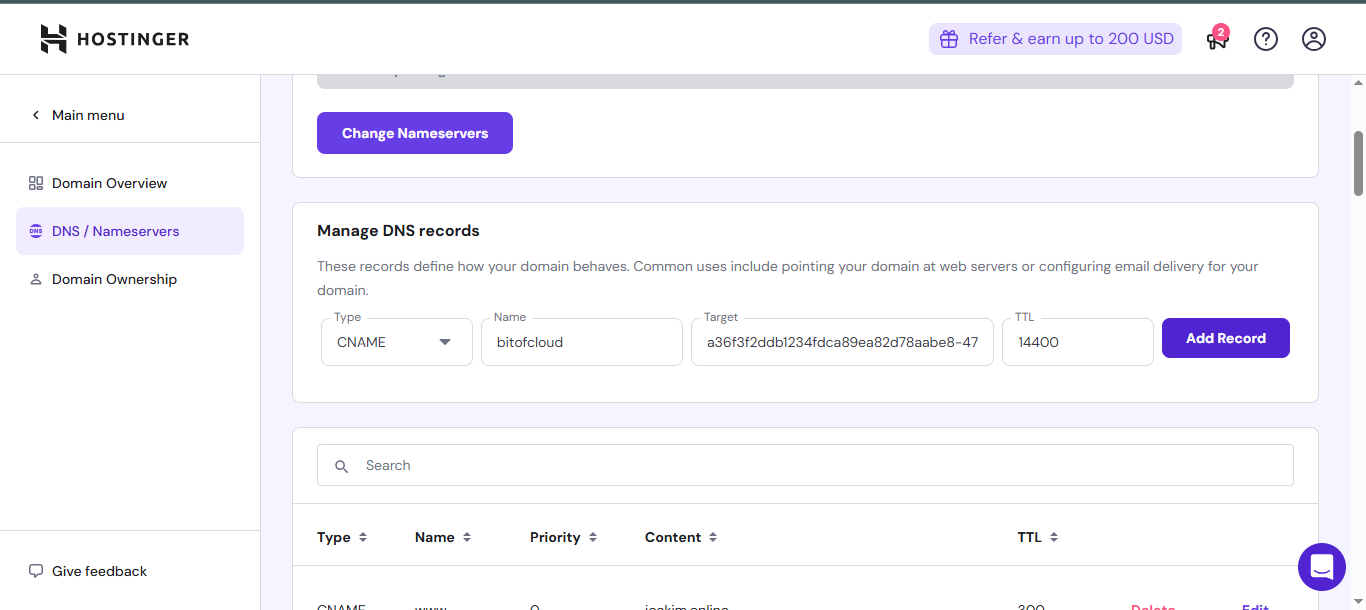 HOSTINGER
Refer & earn up to 200 USD
2
Main menu
Domain Overview
DNS
DNS / Nameservers
Domain Ownership
Give feedback
Change Nameservers
Manage DNS records
These records define how your domain behaves. Common uses include pointing your domain at web servers or configuring email delivery for your
domain.
Type
Name
Target
TTL
CNAME
bitofcloud
a36f3f2ddb1234fdca89ea82d78aabe8-47
14400
Add Record
Search
Type
Name
Priority
Content
TTL
CNAME
www
0
300
Delete
Edit